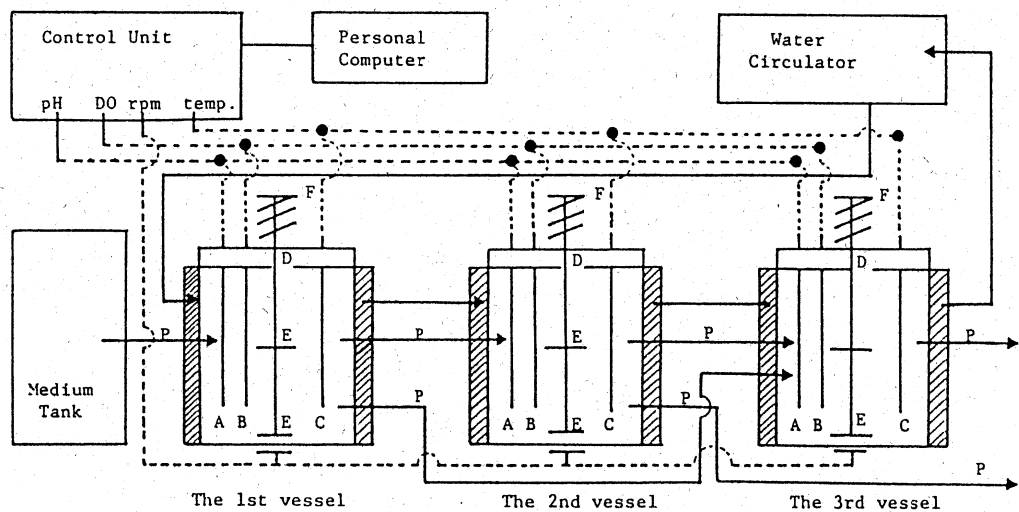 Control Unit
pH DO rpm temp.
Personal
Computer
Water
Circulator
Medium
Tank
F
F
F
D
D
D
P
E
P
E
P
E
P
A B E C
P
A B E C
P
A B E C
P
The 1st vessel
The 2nd vessel
The 3rd vessel